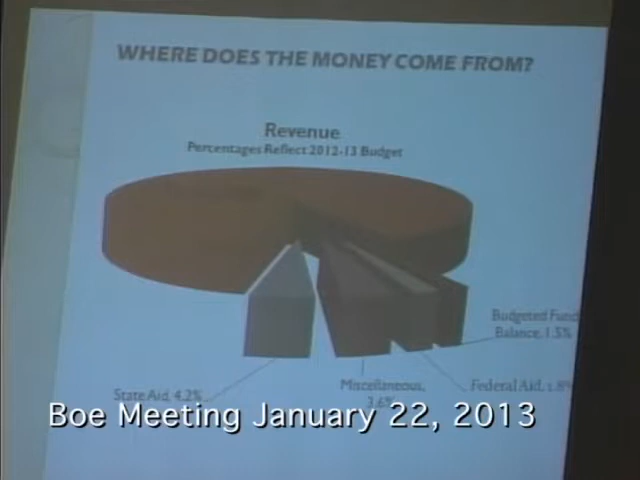 WHERE DOES THE MONEY COME FROM?
Revenue
Percentages Reflect 2012-13 Budget
Budgeted Fund
Balance, 1.5%
State Aid, 4.2%
Miscellaneous,
3.6%
Federal Aid, 1.8%
Boe Meeting January 22, 2013